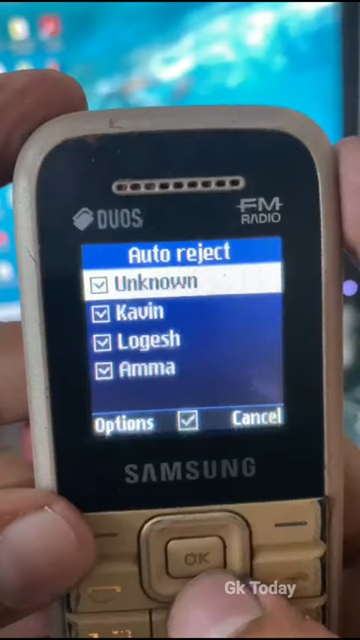 DUOS
FM
RADIO
Auto reject
Unknown
Kavin
Logesh
Amma
Options
Cancel
SAMSUNG
OK
Gk Today